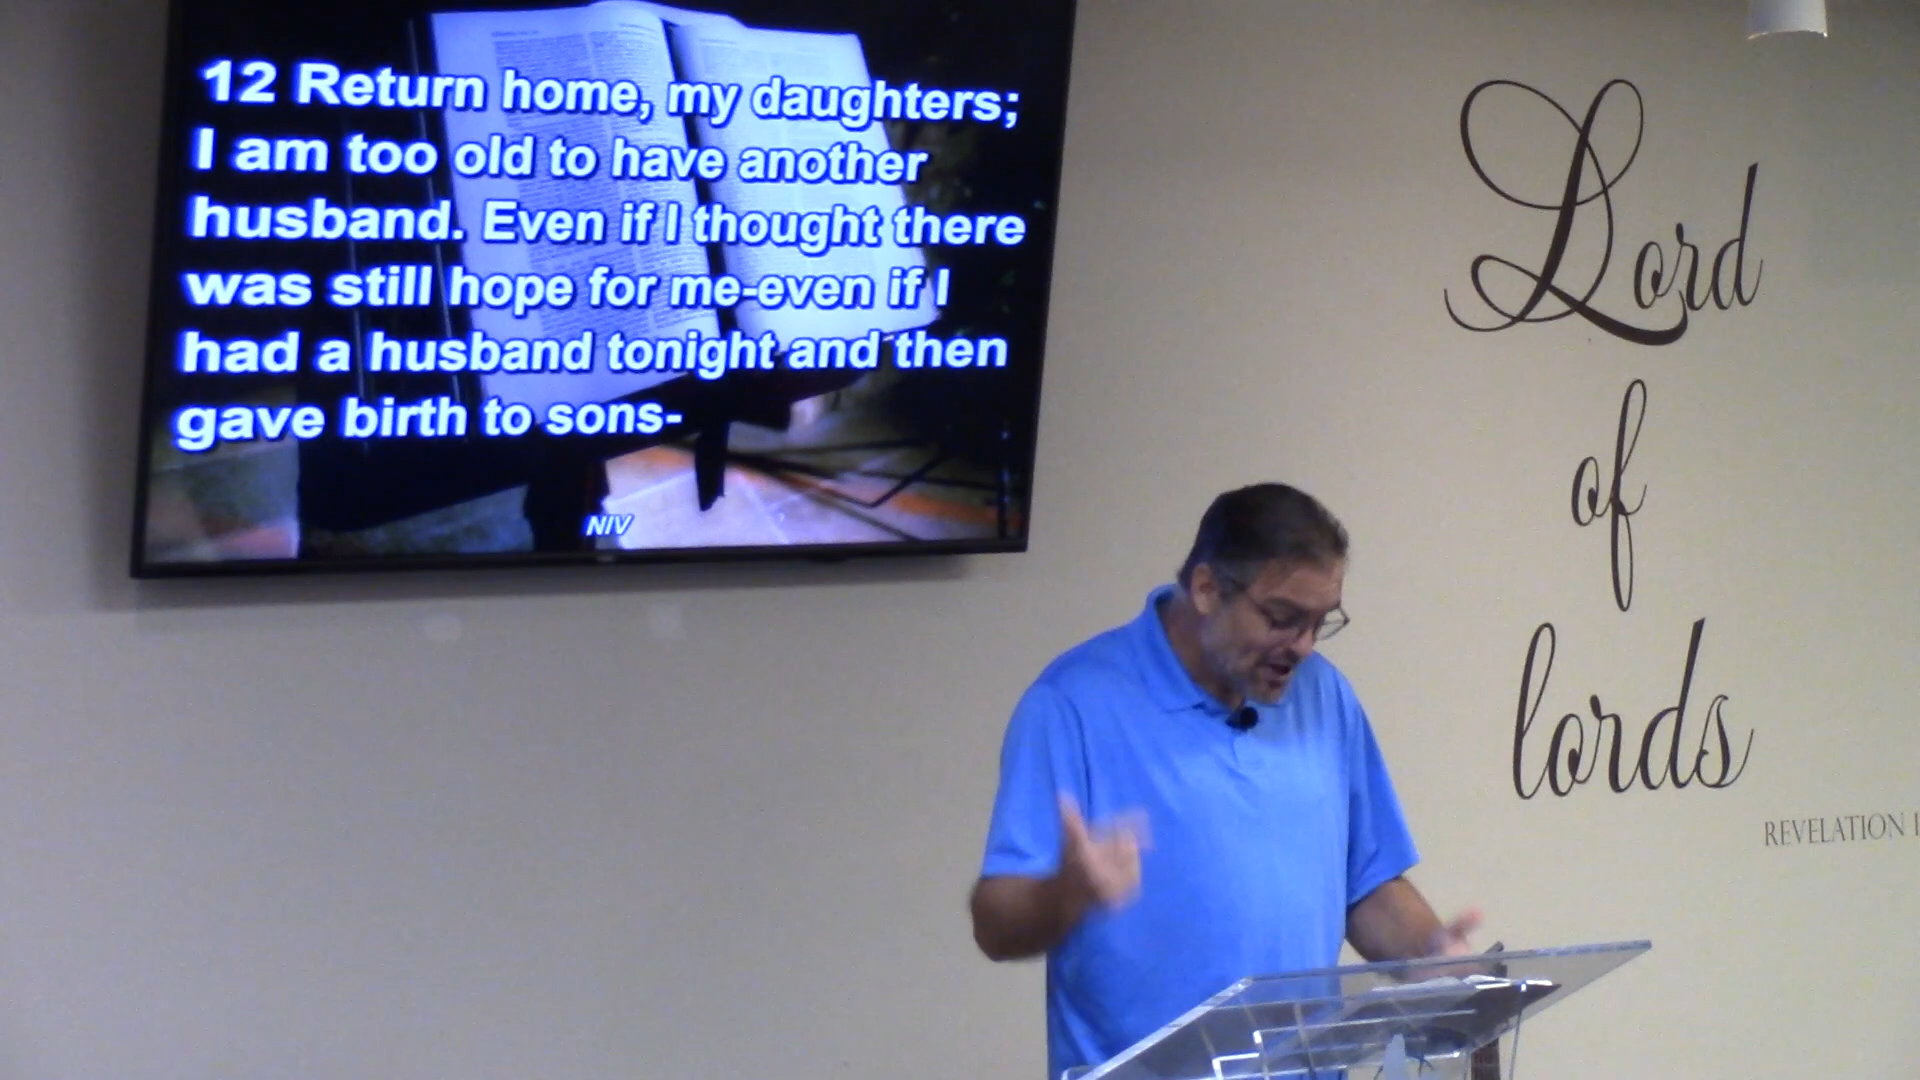 12 Return home, my daughters;
I am too old to have another
husband. Even if I thought there
was still hope for me-even if I
had a husband tonight and then
gave birth to sons-
NIV
Lord
of
lords
REVELATION